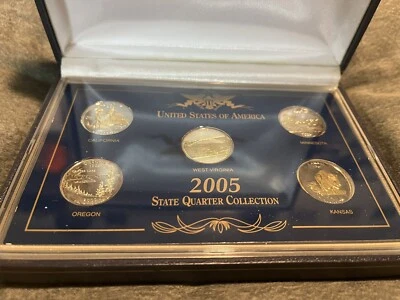 UNITED STATES OF AMERICA
CALIFORNIA
MINNESOTA
WEST-VIRGINIA
OREGON
2005
STATE QUARTER COLLECTION
KANSAS